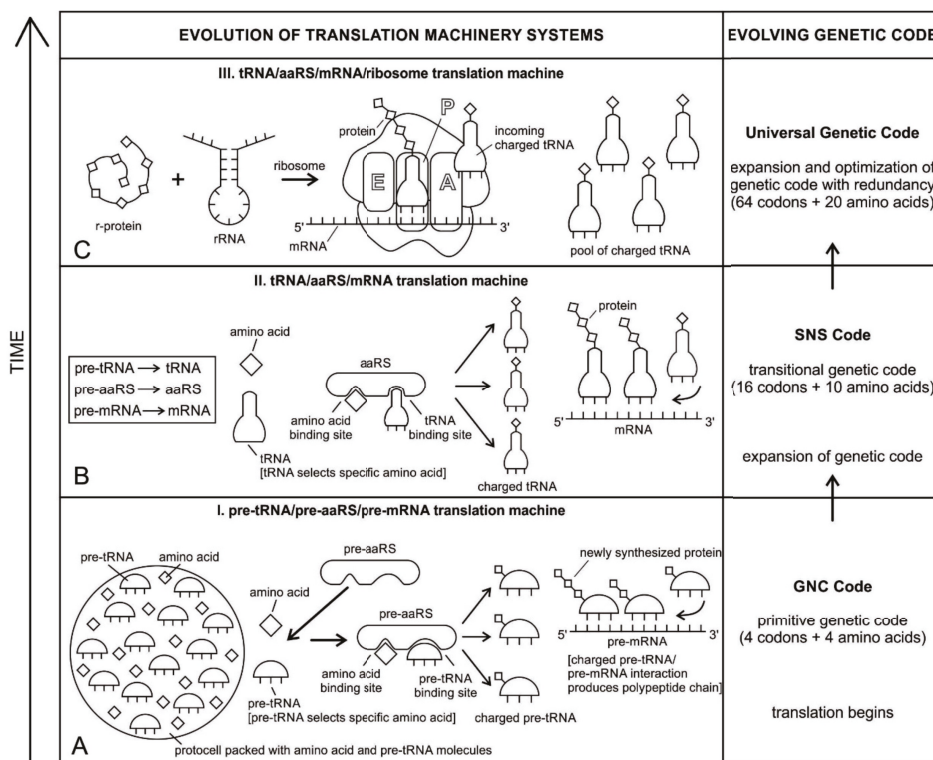 EVOLUTION OF TRANSLATION MACHINERY SYSTEMS
EVOLVING GENETIC CODE
TIME
III. tRNA/aaRS/mRNA/ribosome translation machine
protein
P
incoming
charged tRNA
ribosome
E
A
r-protein
rRNA
5'
3'
mRNA
pool of charged tRNA
C
Universal Genetic Code
expansion and optimization of
genetic code with redundancy
(64 codons + 20 amino acids)
II. tRNA/aaRS/mRNA translation machine
amino acid
pre-tRNA → tRNA
pre-aaRS → aaRS
pre-mRNA → mRNA
aaRS
amino acid
binding site
tRNA
binding site
tRNA
[tRNA selects specific amino acid]
charged tRNA
protein
5'
3'
mRNA
B
SNS Code
transitional genetic code
(16 codons + 10 amino acids)
expansion of genetic code
I. pre-tRNA/pre-aaRS/pre-mRNA translation machine
pre-tRNA
amino acid
pre-aaRS
amino acid
pre-aaRS
amino acid
binding site
pre-tRNA
binding site
pre-tRNA
[pre-tRNA selects specific amino acid]
charged pre-tRNA
newly synthesized protein
5'
3'
pre-mRNA
[charged pre-tRNA/
pre-mRNA interaction
produces polypeptide chain]
A
protocell packed with amino acid and pre-tRNA molecules
GNC Code
primitive genetic code
(4 codons + 4 amino acids)
translation begins